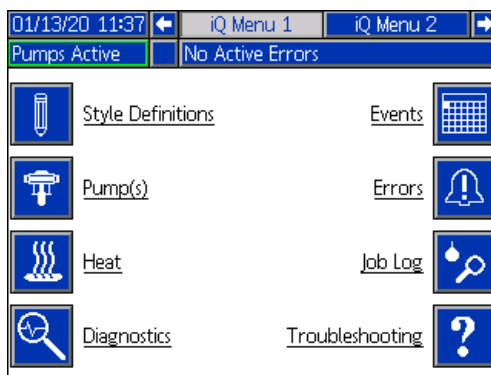 01/13/20 11:37 iQ Menu 1 iQ Menu 2
Pumps Active No Active Errors
Style Definitions Events
Pump(s) Errors
Heat Job Log
Diagnostics Troubleshooting
?